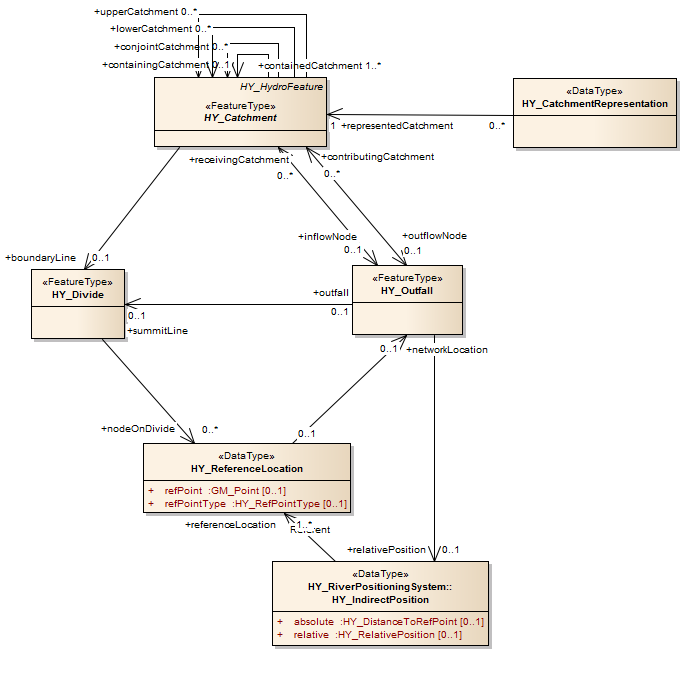 +upperCatchment 0..*
+lowerCatchment 0..*
+conjointCatchment 0..*
+containingCatchment 0..1
+containedCatchment 1..*
HY_HydroFeature
«FeatureType»
HY_Catchment
«DataType»
HY_CatchmentRepresentation
1 +representedCatchment 0..*
+receivingCatchment
0..*
+contributingCatchment
0..*
+inflowNode
0..1
+outflowNode
0..1
+boundaryLine 0..1
«FeatureType»
HY_Divide
«FeatureType»
HY_Outfall
+outfall
0..1
0..1
+summitLine
0..1
+networkLocation
+nodeOnDivide 0..*
0..1
«DataType»
HY_ReferenceLocation
+ refPoint :GM_Point [0..1]
+ refPointType :HY_RefPointType [0..1]
+referenceLocation 1..*
+relativePosition 0..1
«DataType»
HY_RiverPositioningSystem::
HY_IndirectPosition
+ absolute :HY_DistanceToRefPoint [0..1]
+ relative :HY_RelativePosition [0..1]